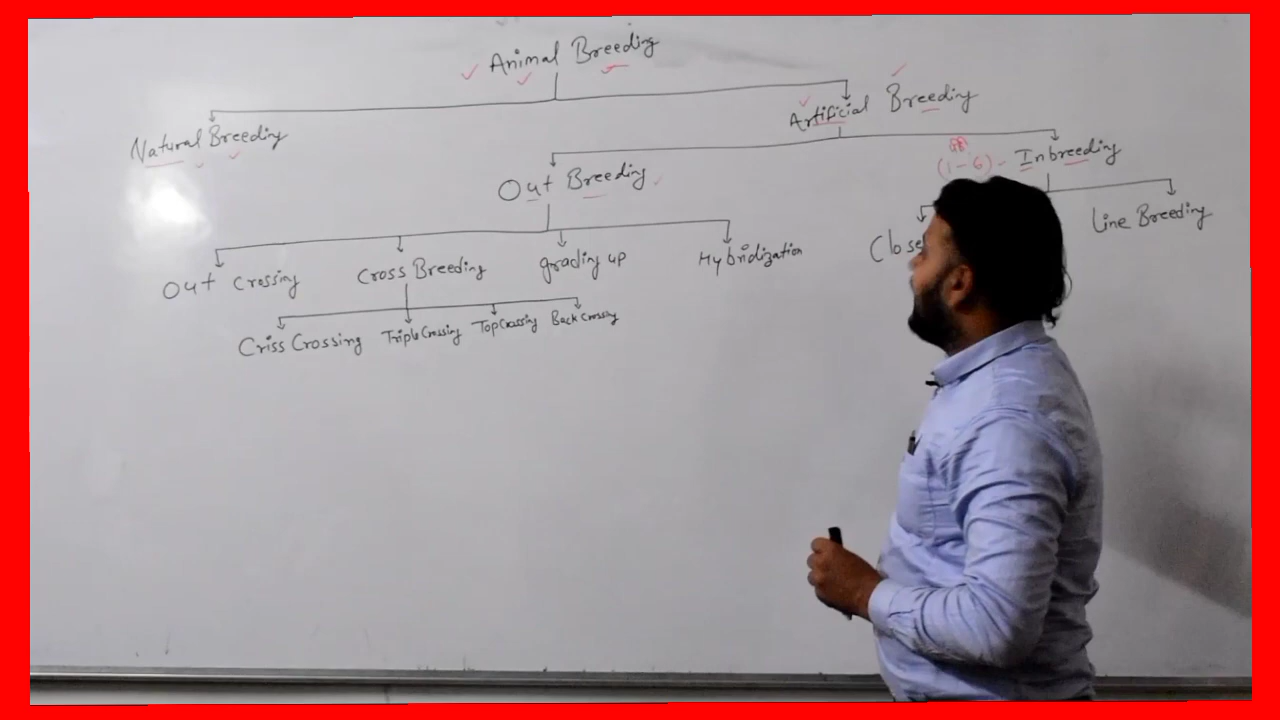 Animal Breeding
Natural Breeding
Artificial Breeding
Out Breeding
(1-6) - Inbreeding
Out Crossing
Cross Breeding
grading up
Hybridization
Close
Line Breeding
Criss Crossing
Triple Crossing
Top Crossing
Back Crossing